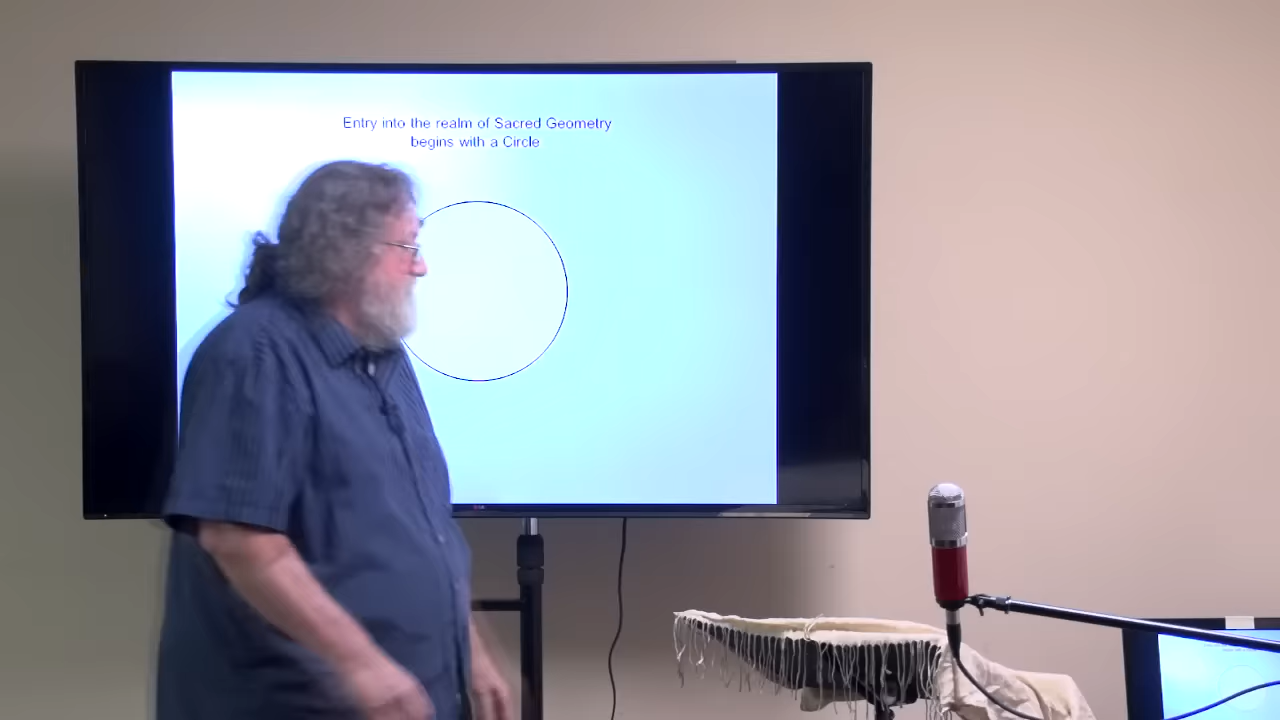 Entry into the realm of Sacred Geometry
begins with a Circle